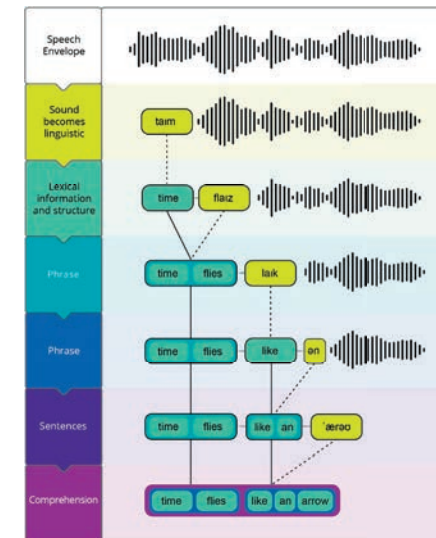 Speech
Envelope
Sound
becomes
linguistic
taɪm
Lexical
information
and structure
time
flaɪz
Phrase
time flies
laɪk
Phrase
time flies
like
ən
Sentences
time flies
like an
ˈærəʊ
Comprehension
time flies
like an arrow